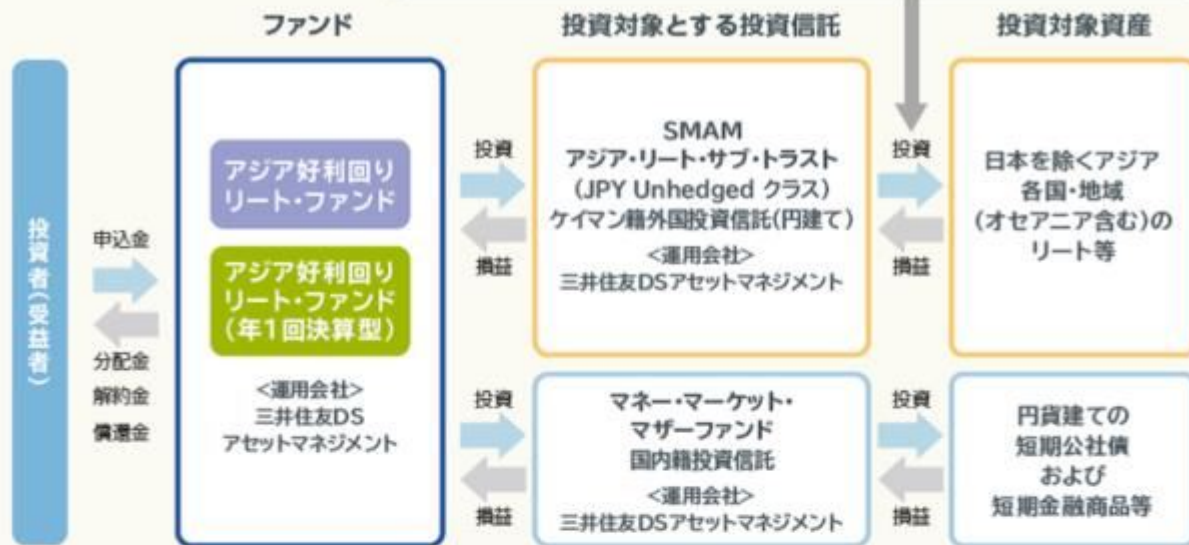 ファンド
投資対象とする投資信託
投資対象資産
投資者(受益者)
申込金
分配金
解約金
償還金
アジア好利回り
リート・ファンド
アジア好利回り
リート・ファンド
(年1回決算型)
<運用会社>
三井住友DS
アセットマネジメント
投資
損益
SMAM
アジア・リート・サブ・トラスト
(JPY Unhedged クラス)
ケイマン籍外国投資信託(円建て)
<運用会社>
三井住友DSアセットマネジメント
投資
損益
日本を除くアジア
各国・地域
(オセアニア含む)の
リート等
投資
損益
マネー・マーケット・
マザーファンド
国内籍投資信託
<運用会社>
三井住友DSアセットマネジメント
投資
損益
円貨建ての
短期公社債
および
短期金融商品等